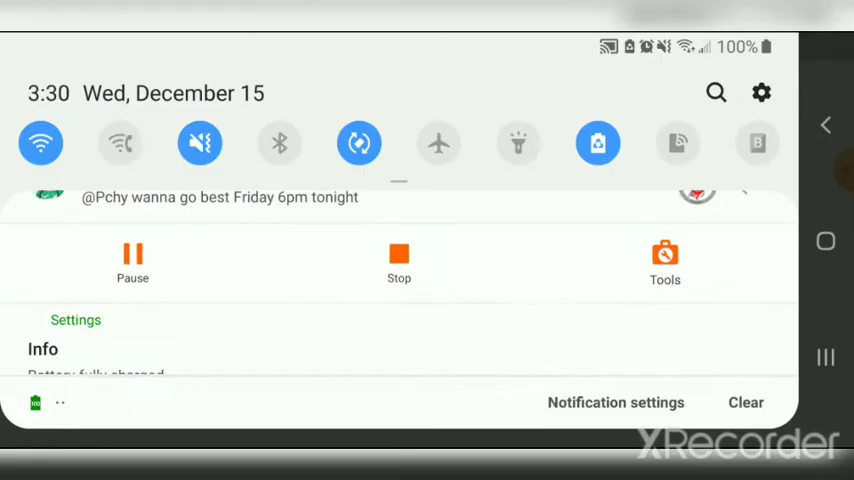 100%
3:30 Wed, December 15
B
@Pchy wanna go best Friday 6pm tonight
Pause Stop Tools
Settings
Info
Battery fully charged
100
Notification settings Clear
XRecorder